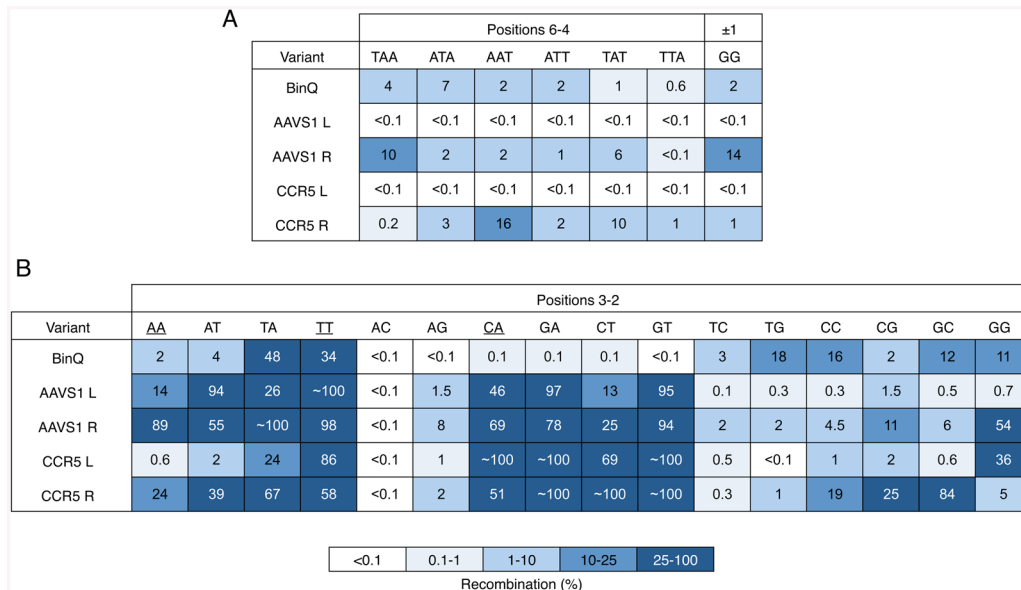 A
Positions 6-4 ±1
Variant TAA ATA AAT ATT TAT TTA GG
BinQ 4 7 2 2 1 0.6 2
AAVS1 L <0.1 <0.1 <0.1 <0.1 <0.1 <0.1 <0.1
AAVS1 R 10 2 2 1 6 <0.1 14
CCR5 L <0.1 <0.1 <0.1 <0.1 <0.1 <0.1 <0.1
CCR5 R 0.2 3 16 2 10 1 1
B
Positions 3-2
Variant AA AT TA TT AC AG CA GA CT GT TC TG CC CG GC GG
BinQ 2 4 48 34 <0.1 <0.1 0.1 0.1 0.1 <0.1 3 18 16 2 12 11
AAVS1 L 14 94 26 ~100 <0.1 1.5 46 97 13 95 0.1 0.3 0.3 1.5 0.5 0.7
AAVS1 R 89 55 ~100 98 <0.1 8 69 78 25 94 2 2 4.5 11 6 54
CCR5 L 0.6 2 24 86 <0.1 1 ~100 ~100 69 ~100 0.5 <0.1 1 2 0.6 36
CCR5 R 24 39 67 58 <0.1 2 51 ~100 ~100 ~100 0.3 1 19 25 84 5
<0.1 0.1-1 1-10 10-25 25-100
Recombination (%)